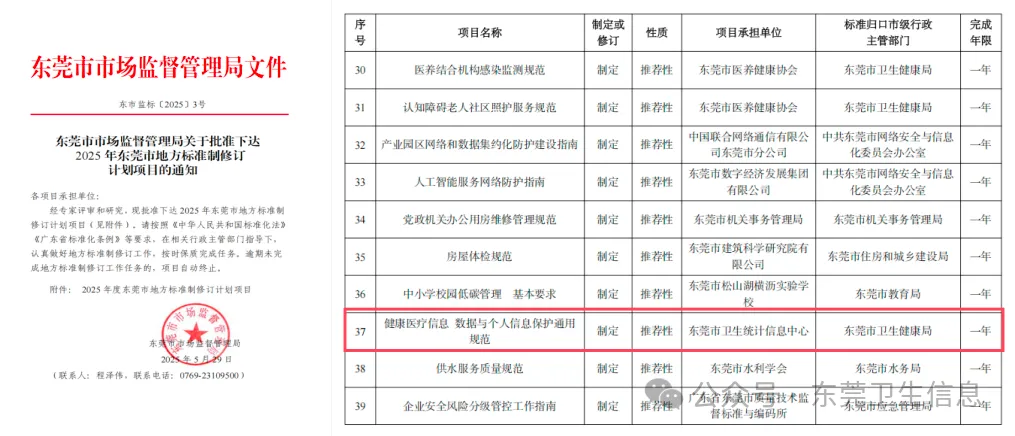 东莞市市场监督管理局文件
东市监标〔2025〕3号
东莞市市场监督管理局关于批准下达
2025 年东莞市地方标准制修订
计划项目的通知
各项目承担单位:
经专家评审和研究，现批准下达 2025 年东莞市地方标准制
修订计划项目（见附件）。请按照《中华人民共和国标准化法》
《广东省标准化条例》等要求，在相关行政主管部门指导下，
认真做好地方标准制修订工作，按时保质完成任务。逾期未完
成地方标准制修订工作任务的，项目自动终止。
附件： 2025 年度东莞市地方标准制修订计划项目
东莞市市场监督管理局
2025 年 5 月 29 日
（联系人：程泽伟，联系电话：0769-23109500）
序号 项目名称 制定或修订 性质 项目承担单位 标准归口市级行政主管部门 完成年限
30 医养结合机构感染监测规范 制定 推荐性 东莞市医养健康协会 东莞市卫生健康局 一年
31 认知障碍老人社区照护服务规范 制定 推荐性 东莞市医养健康协会 东莞市卫生健康局 一年
32 产业园区网络和数据集约化防护建设指南 制定 推荐性 中国联合网络通信有限公司东莞市分公司 中共东莞市网络安全与信息化委员会办公室 一年
33 人工智能服务网络防护指南 制定 推荐性 东莞市数字经济发展集团有限公司 中共东莞市网络安全与信息化委员会办公室 一年
34 党政机关办公用房维修管理规范 制定 推荐性 东莞市机关事务管理局 东莞市机关事务管理局 一年
35 房屋体检规范 制定 推荐性 东莞市建筑科学研究院有限公司 东莞市住房和城乡建设局 一年
36 中小学校园低碳管理 基本要求 制定 推荐性 东莞市松山湖横沥实验学校 东莞市教育局 一年
37 健康医疗信息 数据与个人信息保护通用规范 制定 推荐性 东莞市卫生统计信息中心 东莞市卫生健康局 一年
38 供水服务质量规范 制定 推荐性 东莞市水利学会 东莞市水务局 一年
39 企业安全风险分级管控工作指南 制定 推荐性 广东省东莞市质量技术监督标准与编码所 东莞市应急管理局 一年
公众号 东莞卫生信息